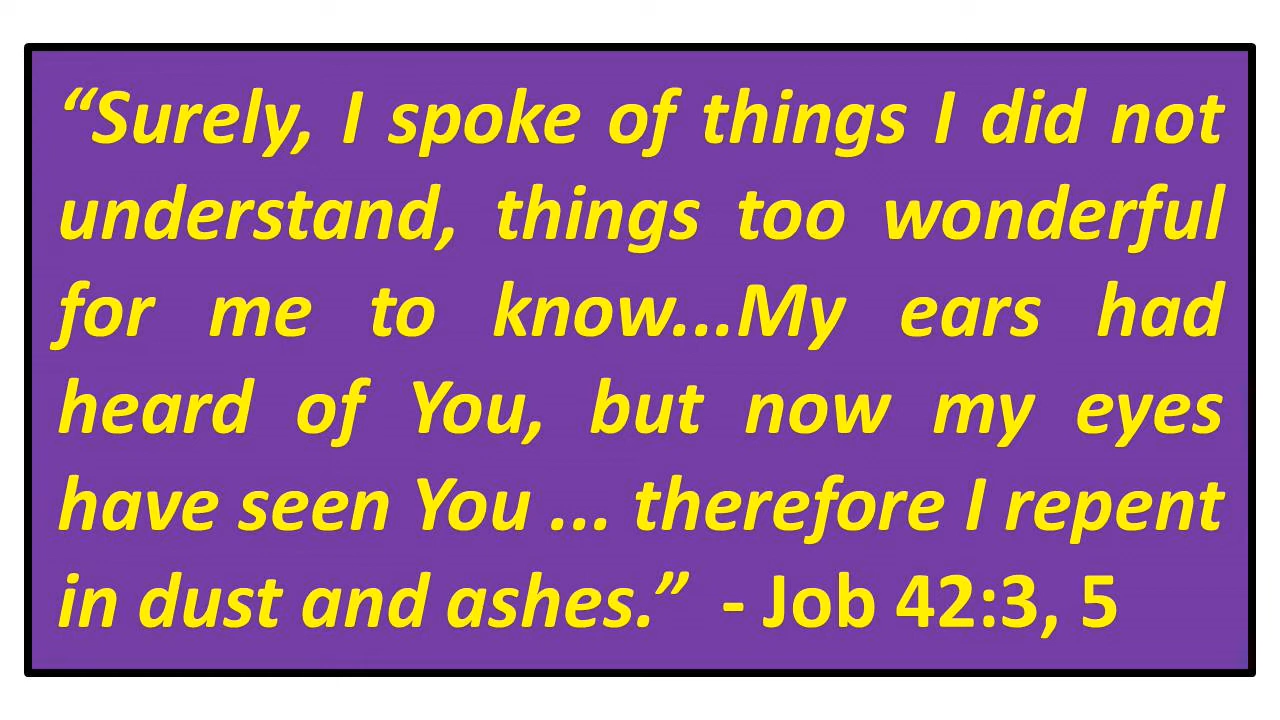 “Surely, I spoke of things I did not
understand, things too wonderful
for me to know...My ears had
heard of You, but now my eyes
have seen You ... therefore I repent
in dust and ashes.” - Job 42:3, 5